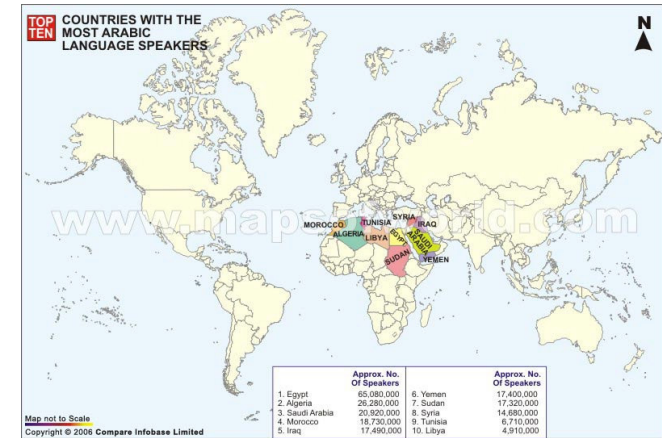 TOP
TEN
COUNTRIES WITH THE
MOST ARABIC
LANGUAGE SPEAKERS
N
www.mapsofworld.com
MOROCCO
ALGERIA
TUNISIA
LIBYA
EGYPT
SYRIA
IRAQ
SAUDI
ARABIA
SUDAN
YEMEN
Approx. No.
Of Speakers
1. Egypt 65,080,000
2. Algeria 26,280,000
3. Saudi Arabia 20,920,000
4. Morocco 18,730,000
5. Iraq 17,490,000
Approx. No.
Of Speakers
6. Yemen 17,400,000
7. Sudan 17,320,000
8. Syria 14,680,000
9. Tunisia 6,710,000
10. Libya 4,910,000
Map not to Scale
Copyright © 2006 Compare Infobase Limited